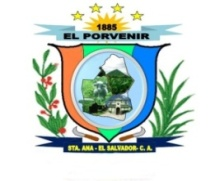 1885
EL PORVENIR
STA. ANA - EL SALVADOR- C. A.